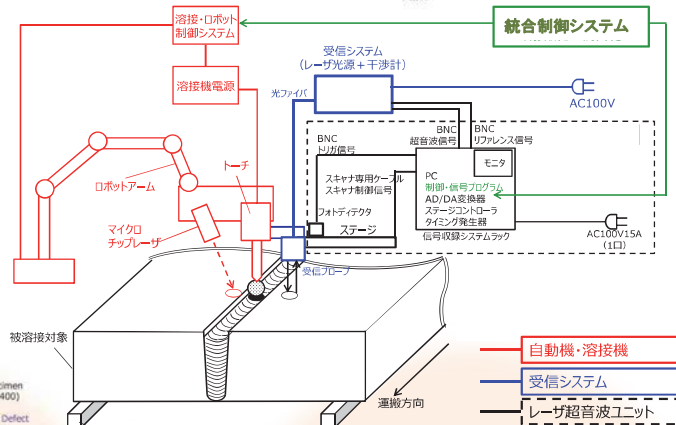 溶接・ロボット
制御システム
統合制御システム
受信システム
(レーザ光源+干渉計)
溶接機電源
光ファイバ
AC100V
BNC
トリガ信号
BNC
超音波信号
BNC
リファレンス信号
モニタ
トーチ
スキャナ専用ケーブル
スキャナ制御信号
PC
制御・信号プログラム
AD/DA変換器
ステージコントローラ
タイミング発生器
信号収録システムラック
ロボットアーム
フォトディテクタ
ステージ
AC100V15A
(1口)
マイクロ
チップレーザ
受信プローブ
被溶接対象
運搬方向
自動機・溶接機
受信システム
レーザ超音波ユニット
cimen
400)
Defect